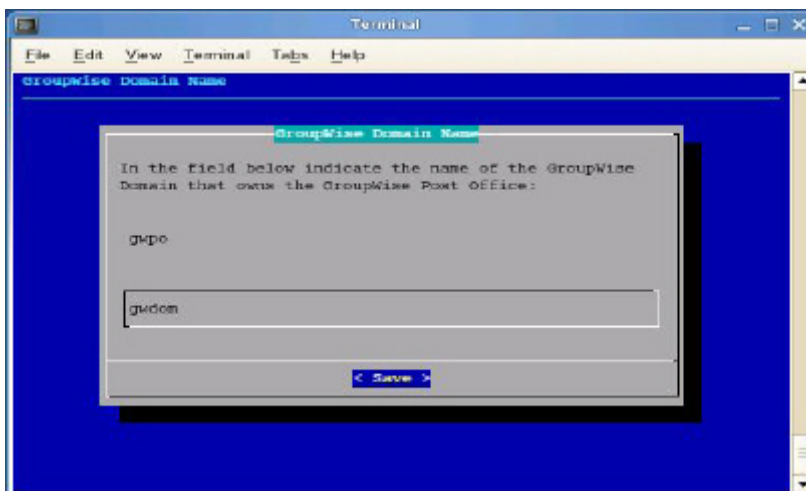 Terminal
File Edit View Terminal Tabs Help
GroupWise Domain Name
GroupWise Domain Name
In the field below indicate the name of the GroupWise
Domain that owns the GroupWise Post Office:
gwpo
gwdom
< Save >